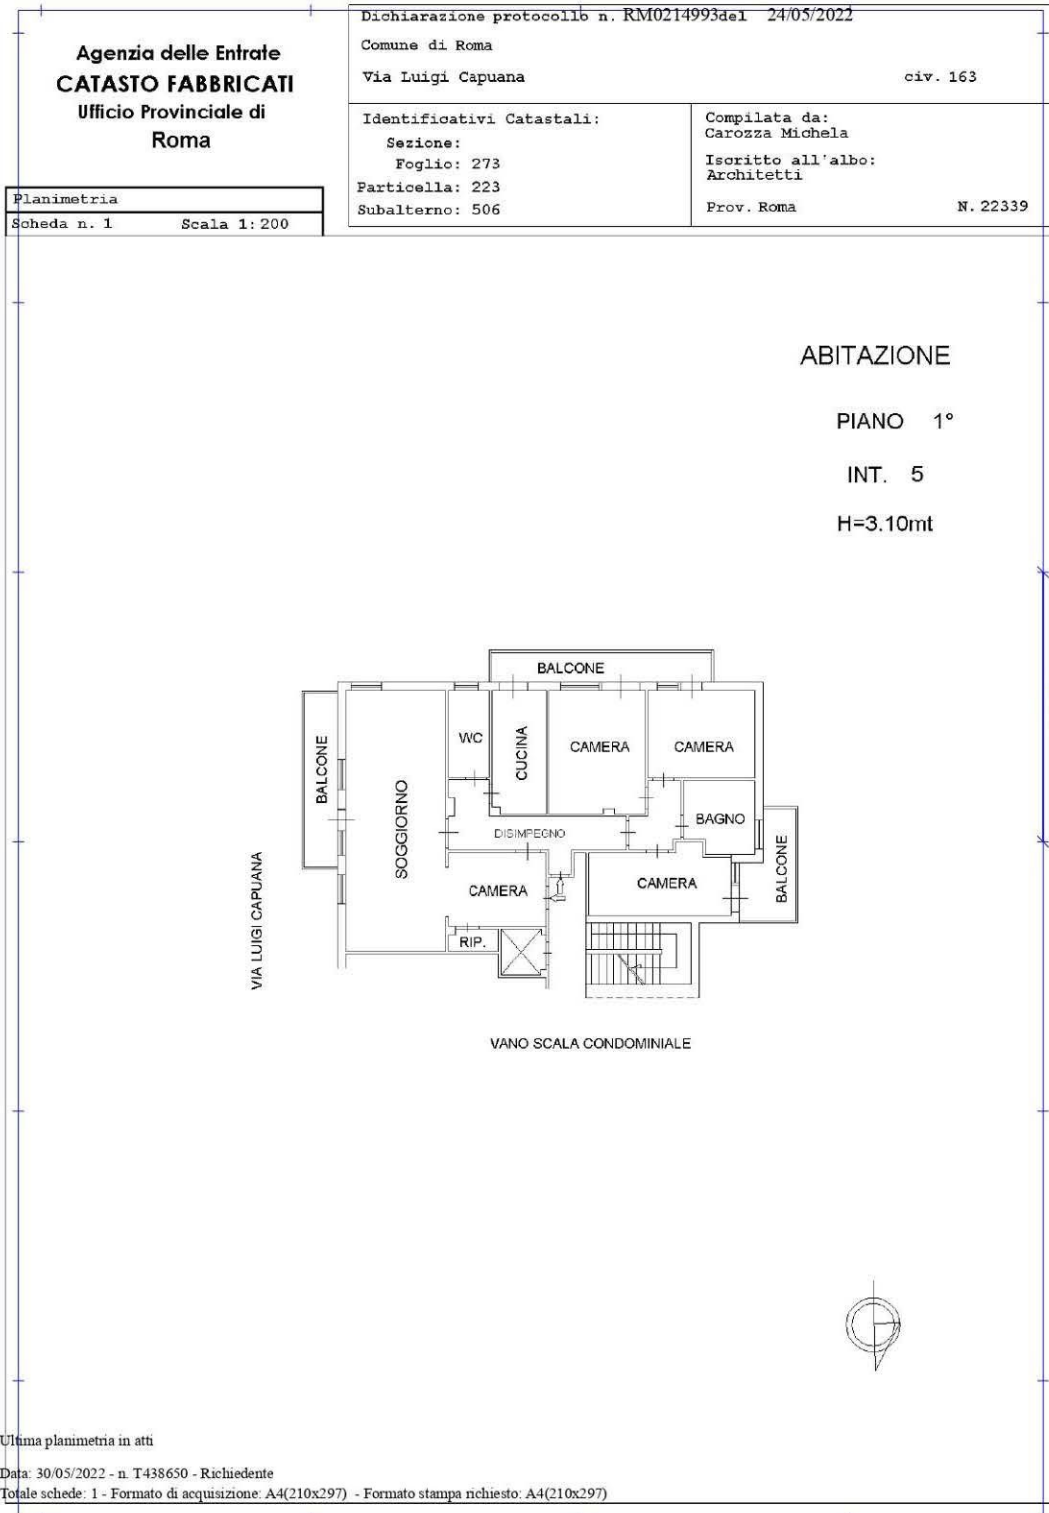 Agenzia delle Entrate
CATASTO FABBRICATI
Ufficio Provinciale di
Roma
Planimetria
Scheda n. 1 Scala 1:200
Dichiarazione protocollo n. RM0214993del 24/05/2022
Comune di Roma
Via Luigi Capuana civ. 163
Identificativi Catastali:
Sezione:
Foglio: 273
Particella: 223
Subalterno: 506
Compilata da:
Carozza Michela
Iscritto all'albo:
Architetti
Prov. Roma N. 22339
ABITAZIONE
PIANO 1°
INT. 5
H=3.10mt
BALCONE
BALCONE
SOGGIORNO
WC
CUCINA
CAMERA
CAMERA
DISIMPEGNO
BAGNO
BALCONE
CAMERA
CAMERA
RIP.
VIA LUIGI CAPUANA
VANO SCALA CONDOMINIALE
Ultima planimetria in atti
Data: 30/05/2022 - n. T438650 - Richiedente
Totale schede: 1 - Formato di acquisizione: A4(210x297) - Formato stampa richiesto: A4(210x297)